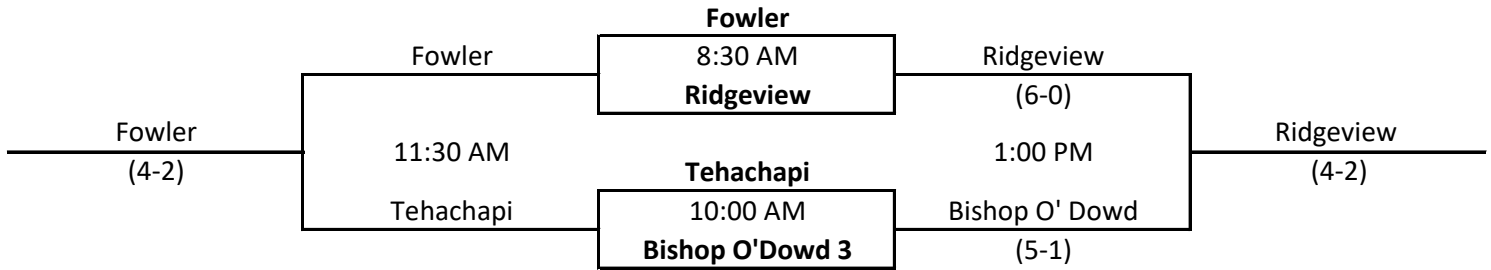 Fowler
Fowler 8:30 AM Ridgeview
Ridgeview (6-0)
Fowler Ridgeview
11:30 AM 1:00 PM
(4-2) Tehachapi (4-2)
Tehachapi 10:00 AM Bishop O' Dowd
Bishop O'Dowd 3 (5-1)